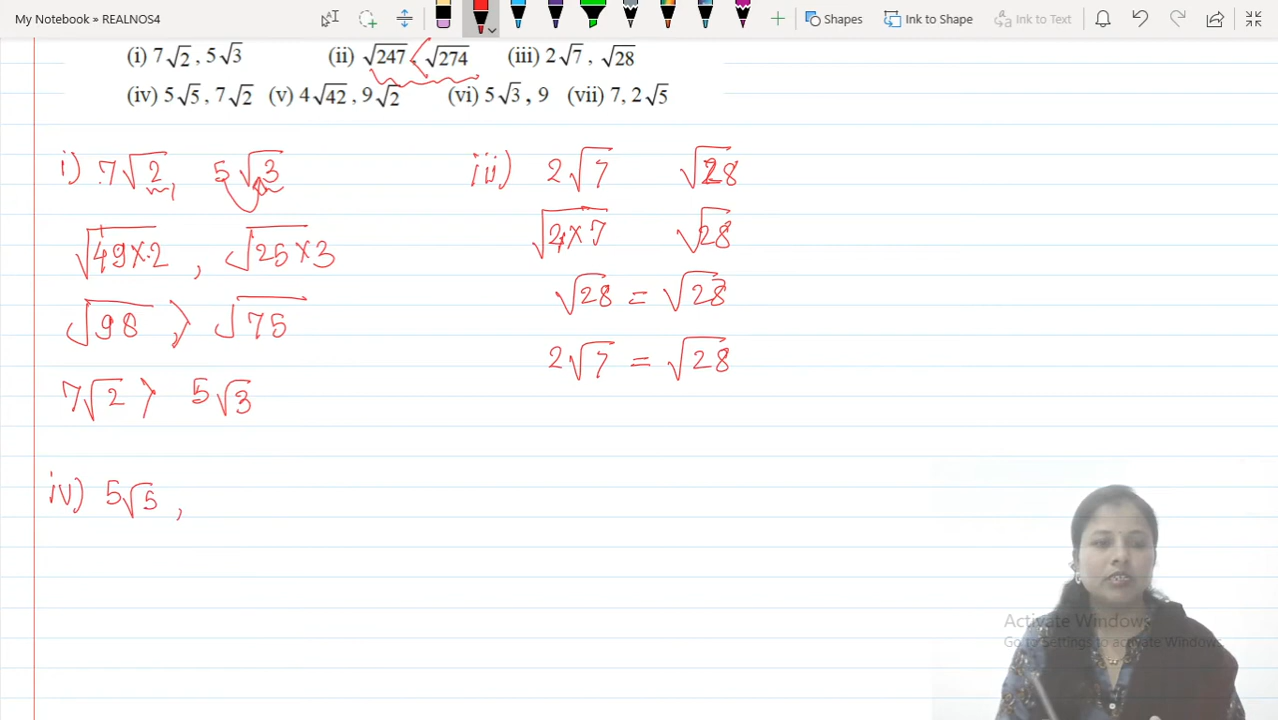 My Notebook » REALNOS4
Shapes
Ink to Shape
Ink to Text
(i) 7√2, 5√3 (ii) √247 < √274 (iii) 2√7, √28
(iv) 5√5, 7√2 (v) 4√42, 9√2 (vi) 5√3, 9 (vii) 7, 2√5
i) 7√2 5√3
√49×2 , √25×3
√98 > √75
7√2 > 5√3
iii) 2√7 √28
√4×7 √28
√28 = √28
2√7 = √28
iv) 5√5 ,
Activate Windows
Go to Settings to activate Windows.